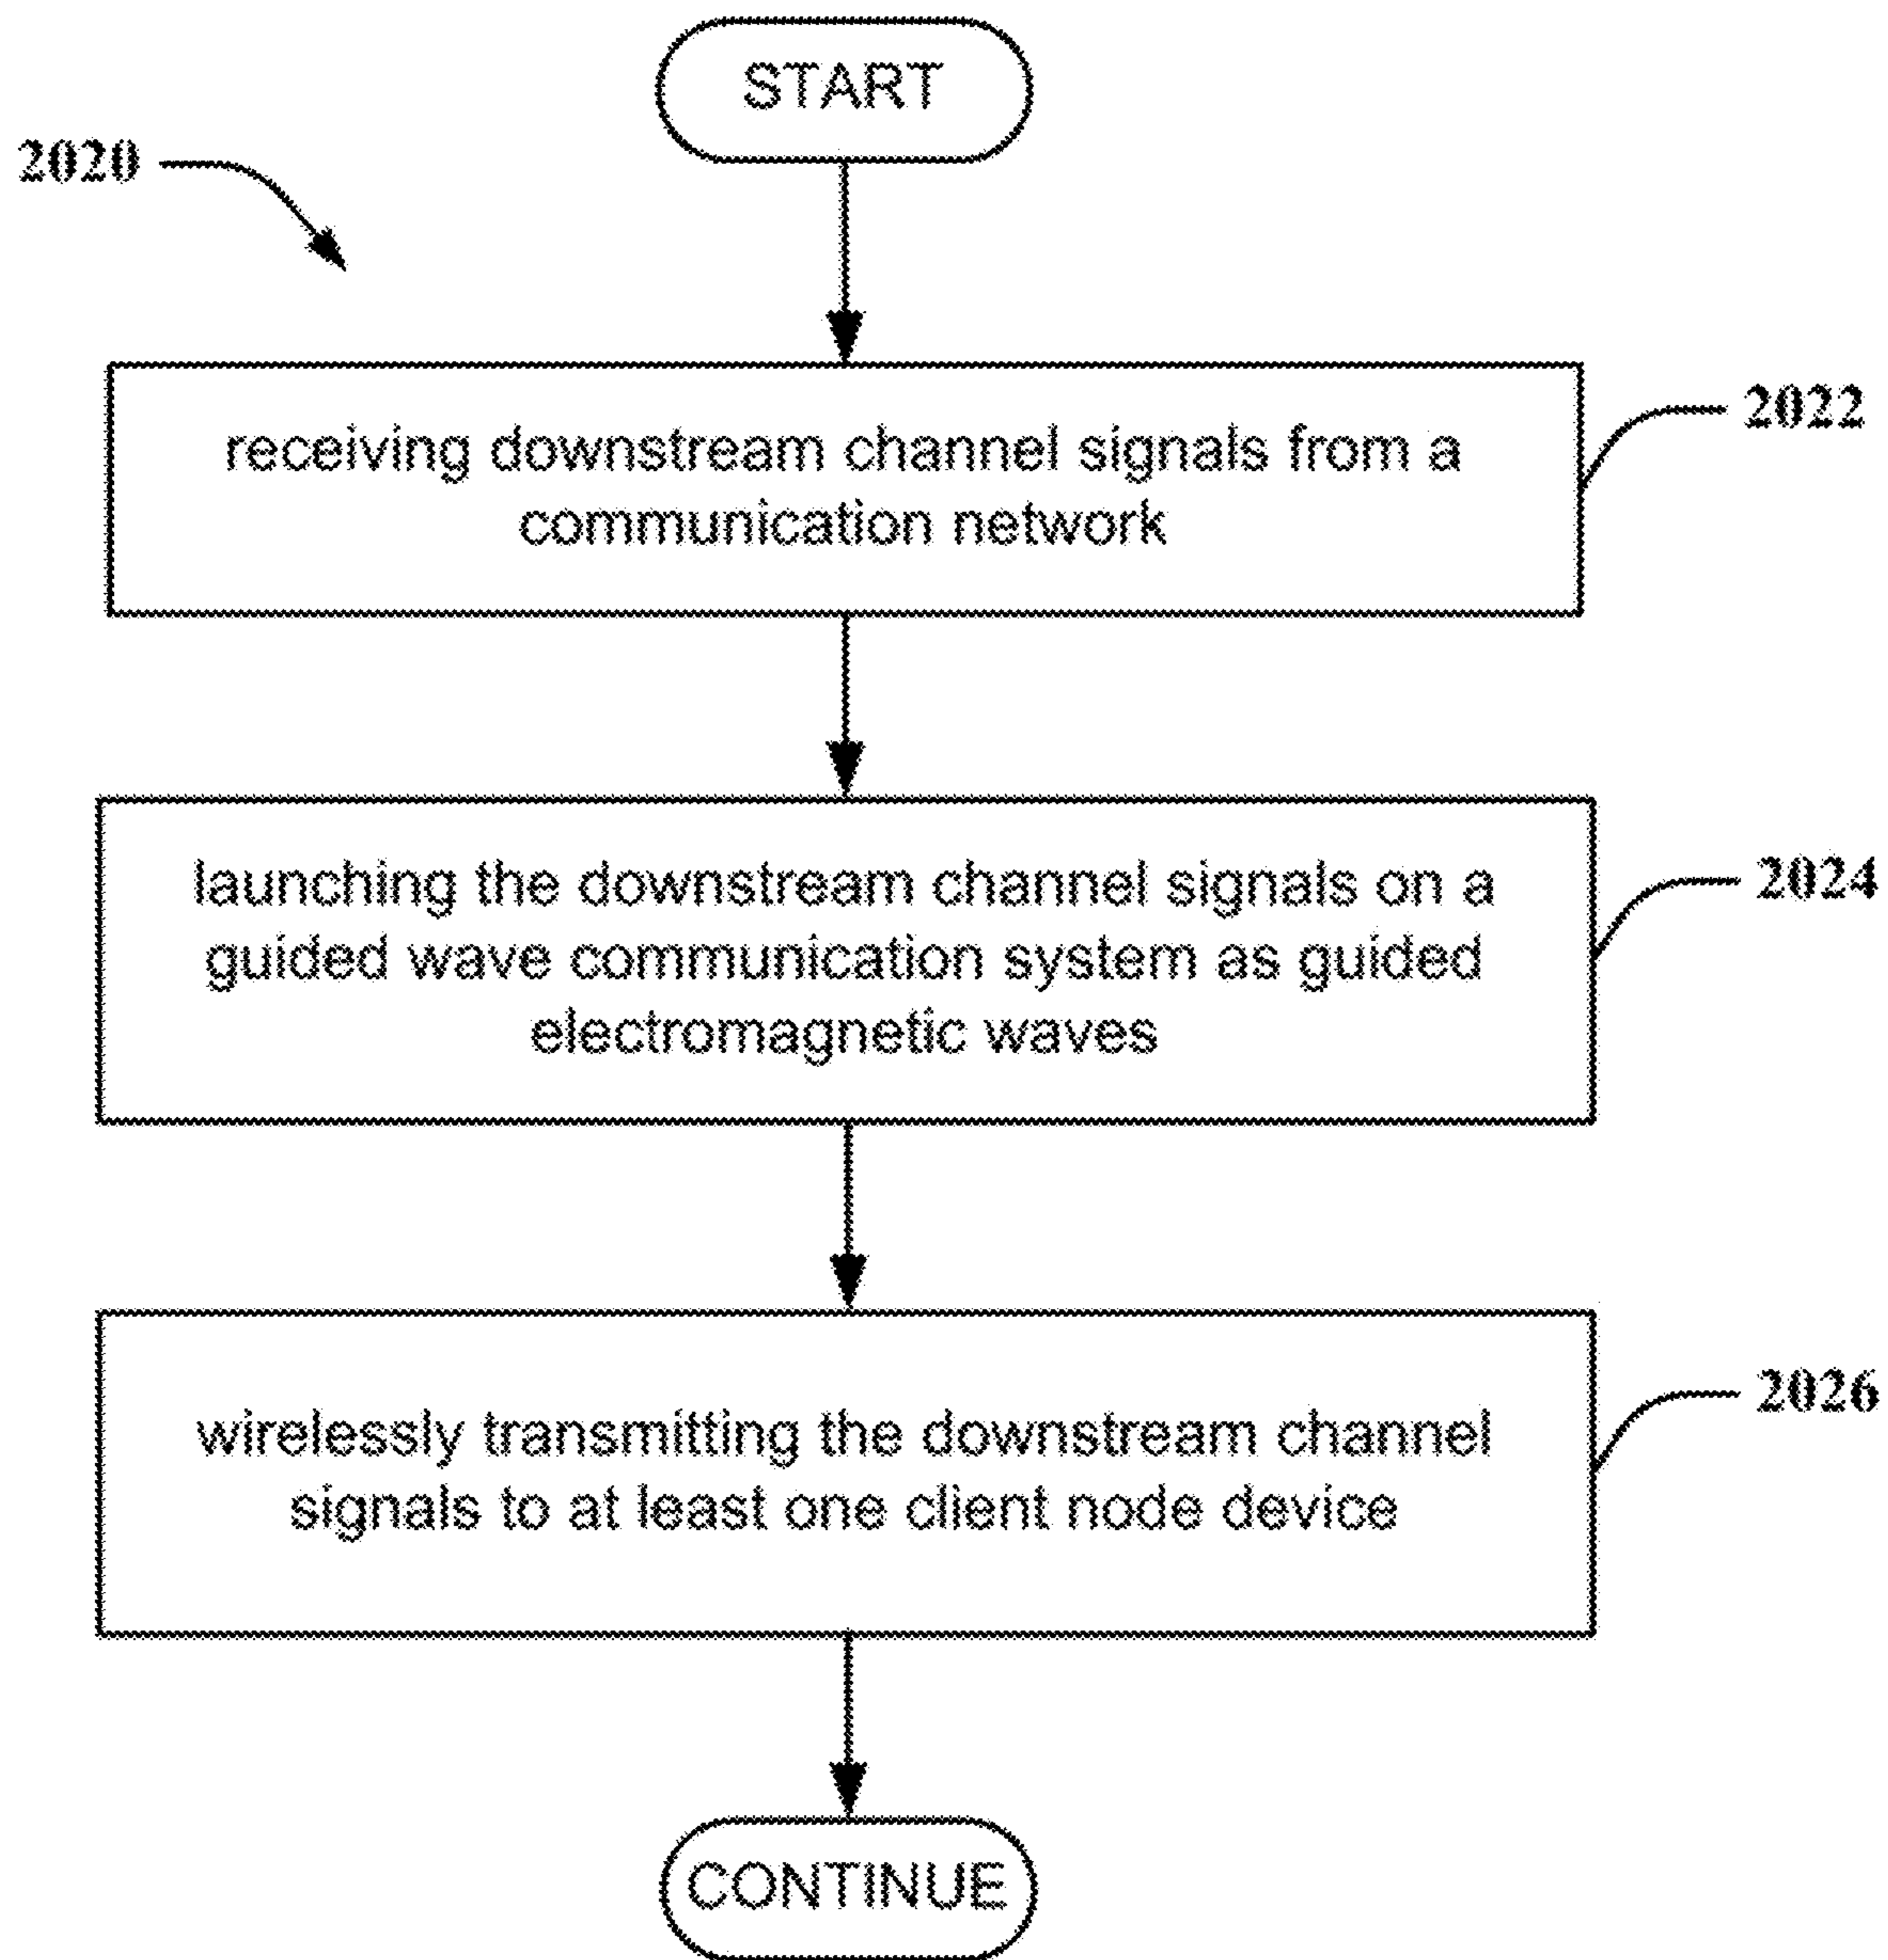 START
2020
receiving downstream channel signals from a
communication network
2022
launching the downstream channel signals on a
guided wave communication system as guided
electromagnetic waves
2024
wirelessly transmitting the downstream channel
signals to at least one client node device
2026
CONTINUE